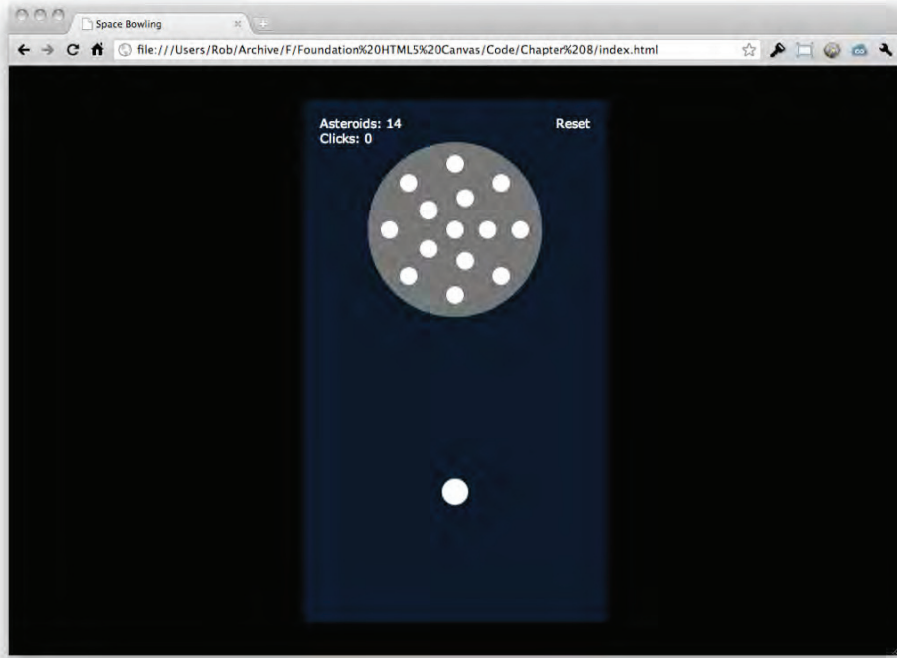 Space Bowling
file:///Users/Rob/Archive/F/Foundation%20HTML5%20Canvas/Code/Chapter%208/index.html
Asteroids: 14
Reset
Clicks: 0